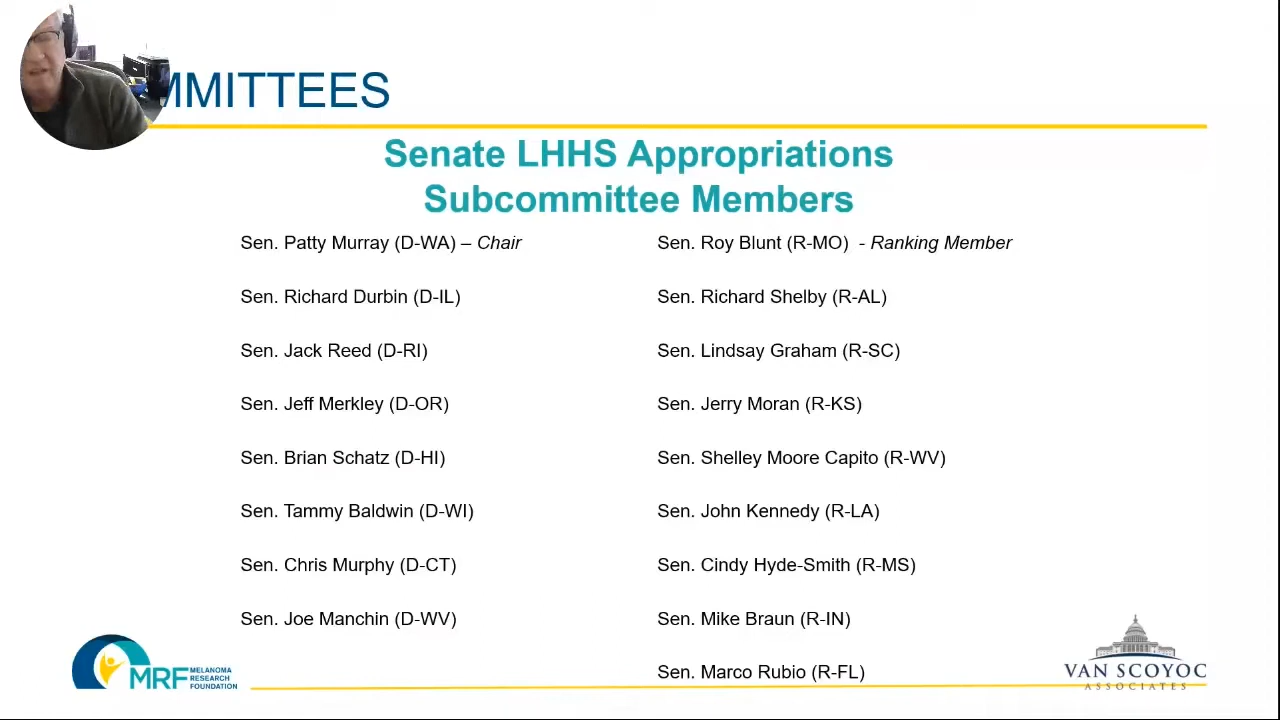 MMITTEES
Senate LHHS Appropriations
Subcommittee Members
Sen. Patty Murray (D-WA) – Chair
Sen. Richard Durbin (D-IL)
Sen. Jack Reed (D-RI)
Sen. Jeff Merkley (D-OR)
Sen. Brian Schatz (D-HI)
Sen. Tammy Baldwin (D-WI)
Sen. Chris Murphy (D-CT)
Sen. Joe Manchin (D-WV)
Sen. Roy Blunt (R-MO) - Ranking Member
Sen. Richard Shelby (R-AL)
Sen. Lindsay Graham (R-SC)
Sen. Jerry Moran (R-KS)
Sen. Shelley Moore Capito (R-WV)
Sen. John Kennedy (R-LA)
Sen. Cindy Hyde-Smith (R-MS)
Sen. Mike Braun (R-IN)
Sen. Marco Rubio (R-FL)
MRF MELANOMA
RESEARCH
FOUNDATION
VAN SCOYOC
ASSOCIATES